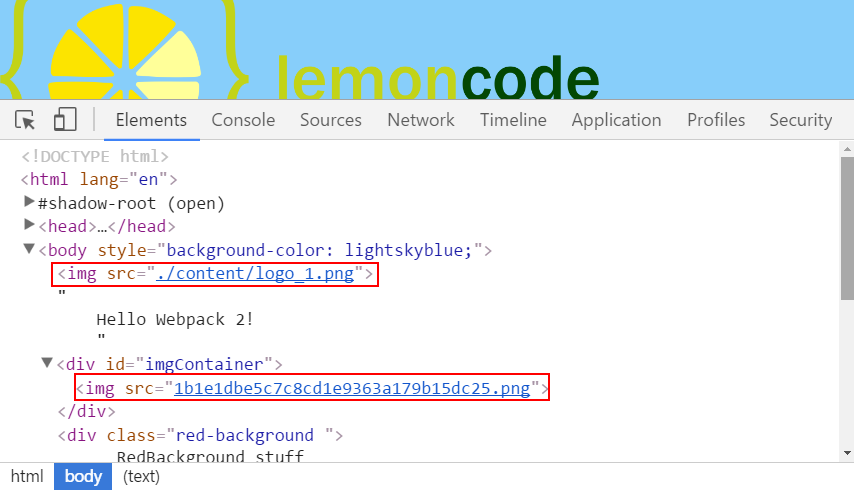 lemoncode
Elements Console Sources Network Timeline Application Profiles Security
<!DOCTYPE html>
<html lang="en">
#shadow-root (open)
<head>…</head>
<body style="background-color: lightskyblue;">
<img src="./content/logo_1.png">
"
Hello Webpack 2!
"
<div id="imgContainer">
<img src="1b1e1dbe5c7c8cd1e9363a179b15dc25.png">
</div>
<div class="red-background ">
RedBackground stuff
html body (text)